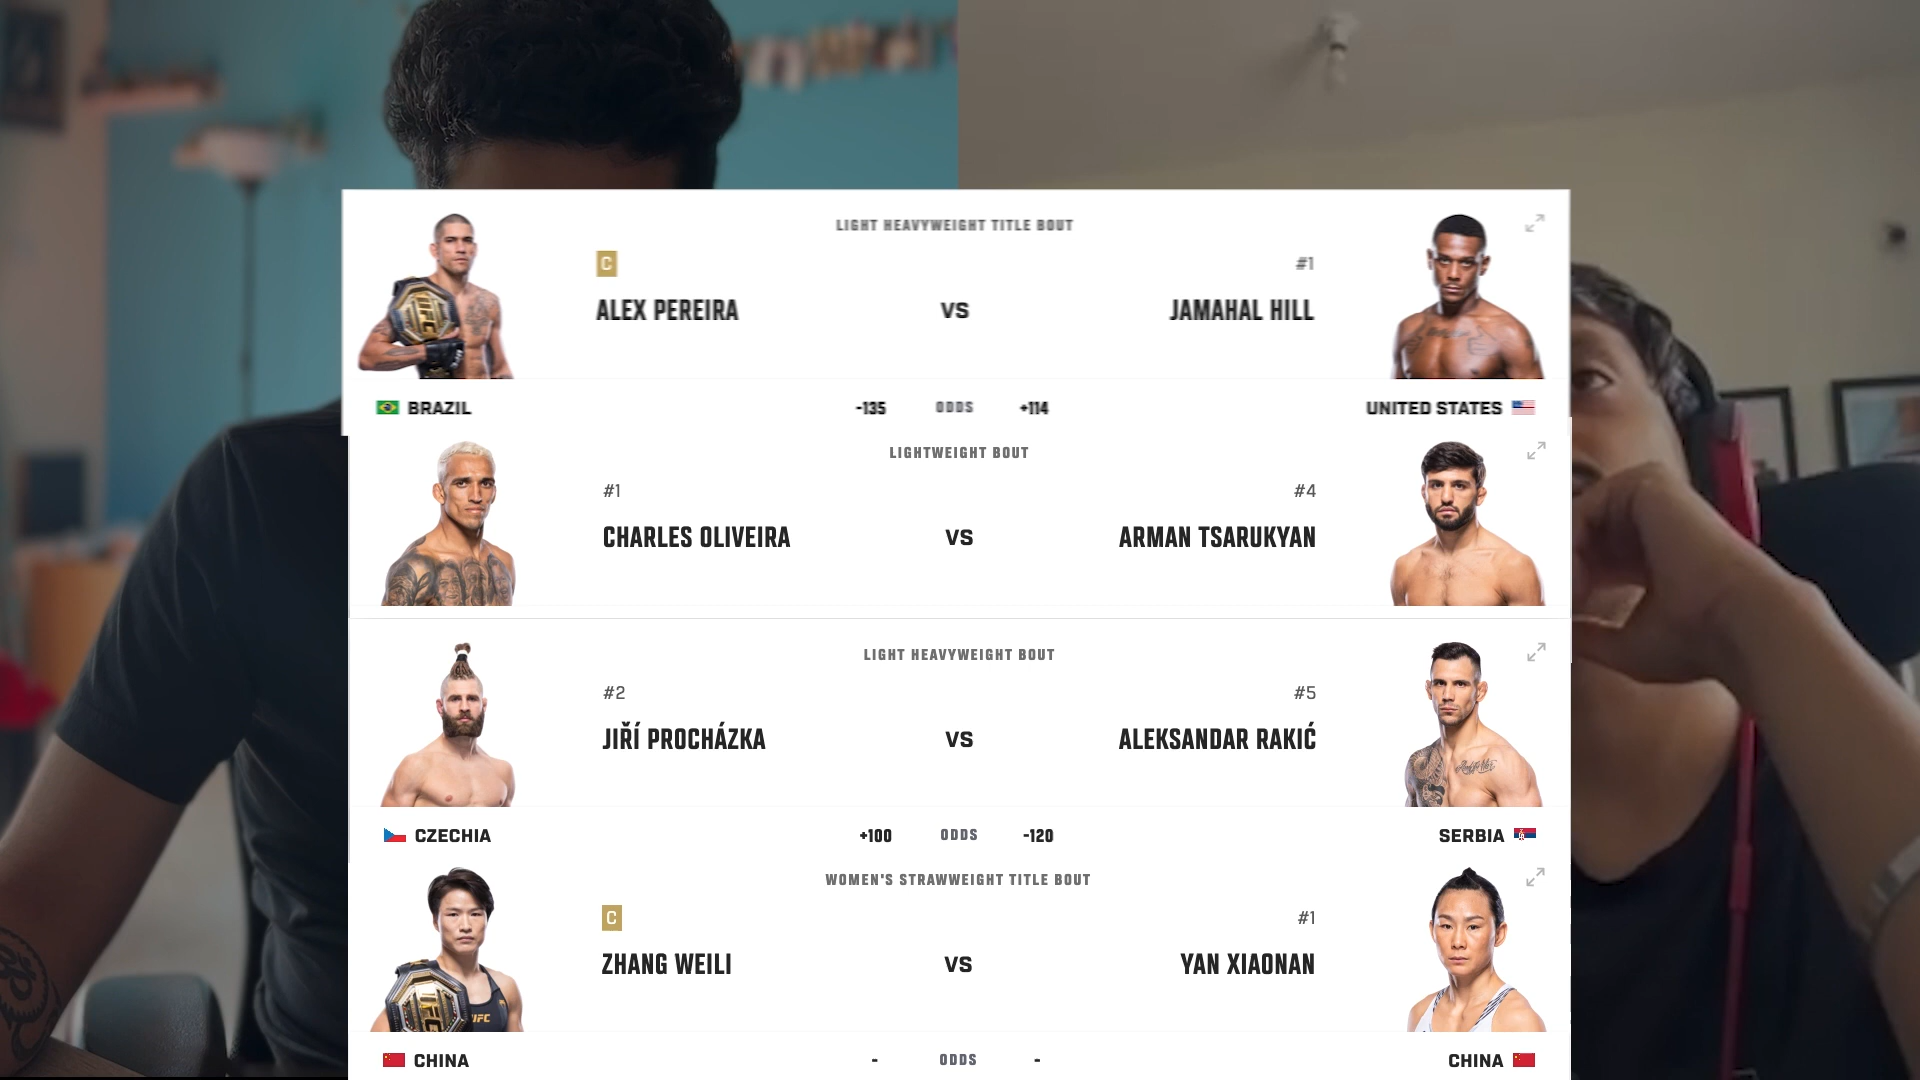 LIGHT HEAVYWEIGHT TITLE BOUT
C
#1
ALEX PEREIRA VS JAMAHAL HILL
BRAZIL -135 ODDS +114 UNITED STATES
LIGHTWEIGHT BOUT
#1 #4
CHARLES OLIVEIRA VS ARMAN TSARUKYAN
LIGHT HEAVYWEIGHT BOUT
#2 #5
JIŘÍ PROCHÁZKA VS ALEKSANDAR RAKIĆ
CZECHIA +100 ODDS -120 SERBIA
WOMEN'S STRAWWEIGHT TITLE BOUT
C
#1
ZHANG WEILI VS YAN XIAONAN
UFC
UFC
CHINA - ODDS - CHINA